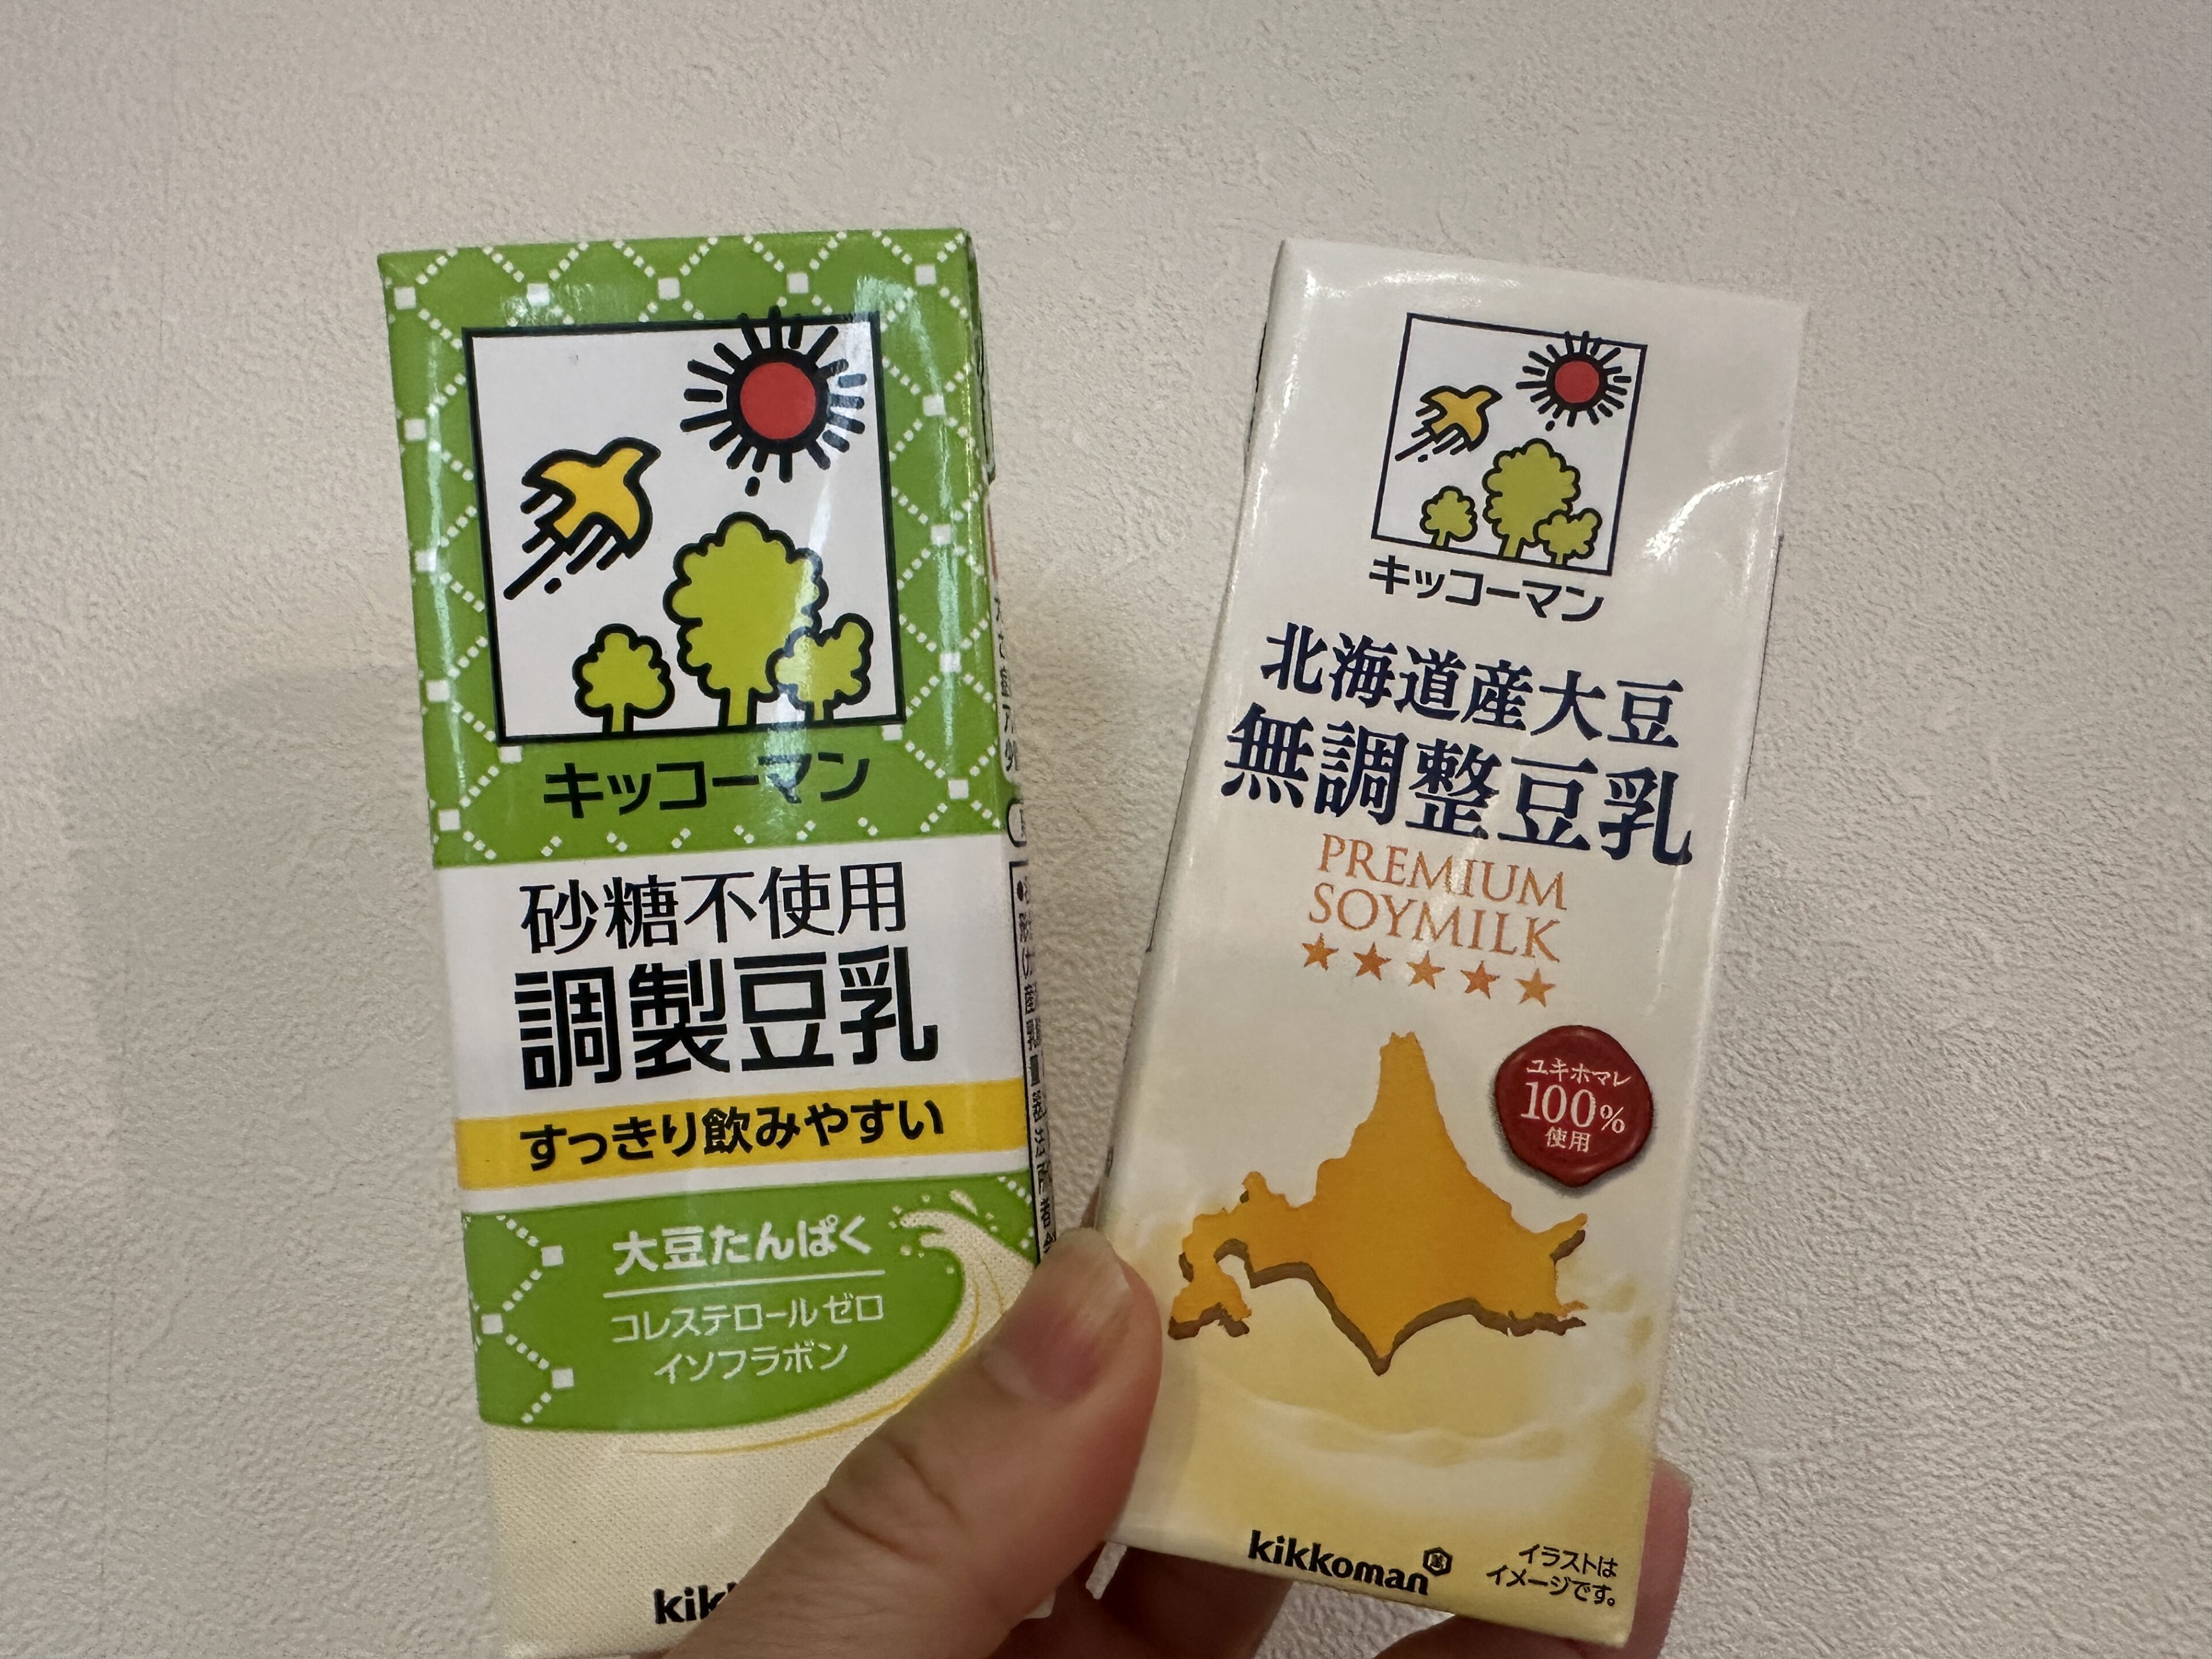 キッコーマン
砂糖不使用
調製豆乳
すっきり飲みやすい
大豆たんぱく
コレステロールゼロ
イソフラボン
キッコーマン
北海道産大豆
無調整豆乳
PREMIUM
SOYMILK
ユキホマレ
100%
使用
kikkoman
イラストは
イメージです。